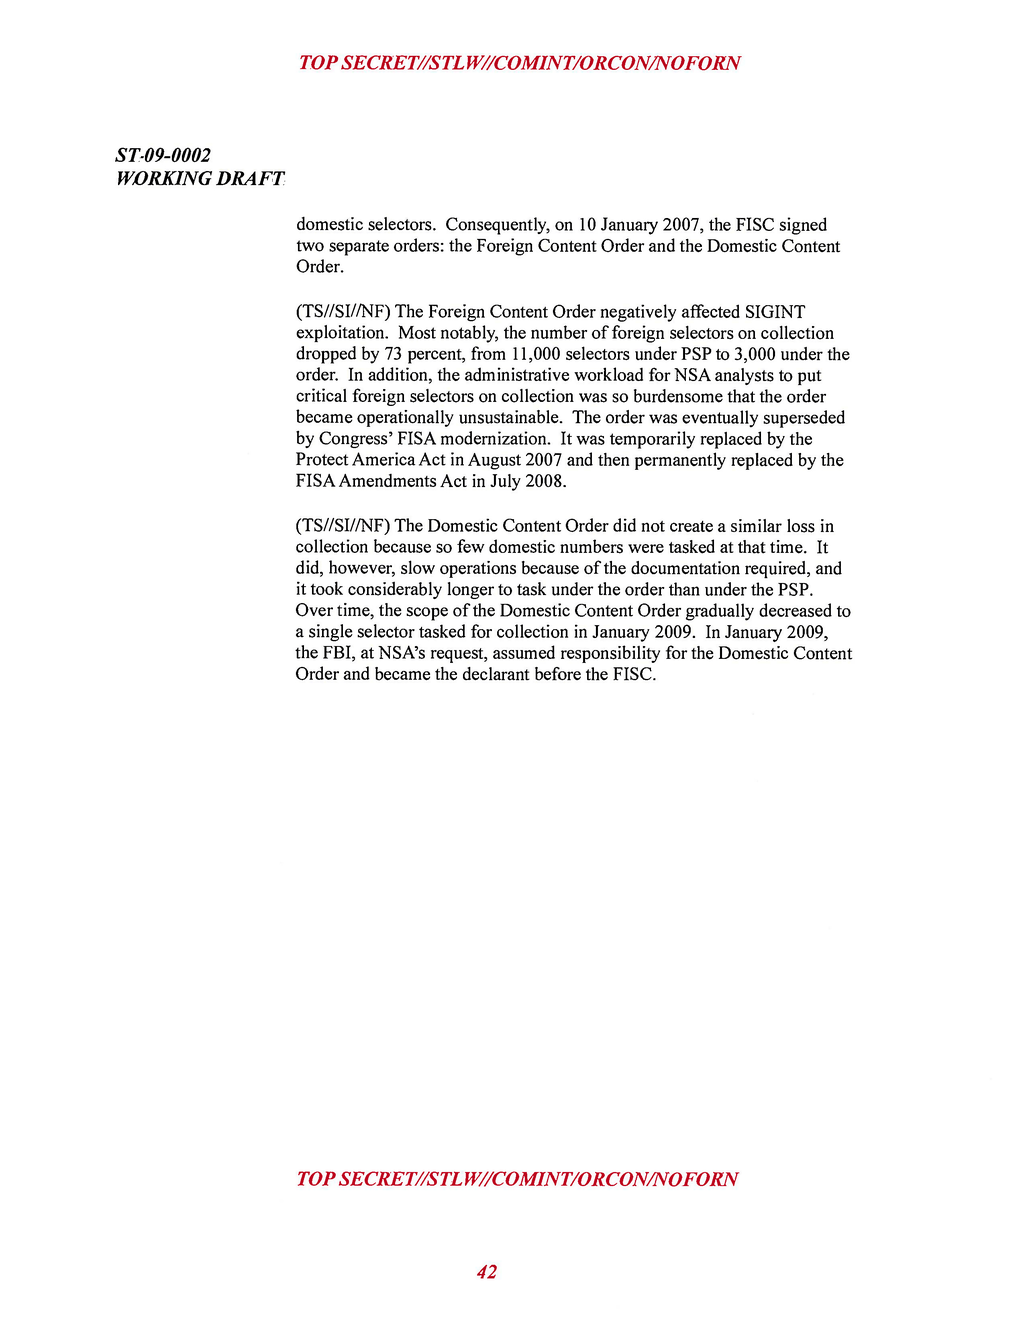 TOP SECRET//STLW//COMINT/ORCON/NOFORN
ST-09-0002
WORKING DRAFT
domestic selectors. Consequently, on 10 January 2007, the FISC signed
two separate orders: the Foreign Content Order and the Domestic Content
Order.
(TS//SI//NF) The Foreign Content Order negatively affected SIGINT
exploitation. Most notably, the number of foreign selectors on collection
dropped by 73 percent, from 11,000 selectors under PSP to 3,000 under the
order. In addition, the administrative workload for NSA analysts to put
critical foreign selectors on collection was so burdensome that the order
became operationally unsustainable. The order was eventually superseded
by Congress' FISA modernization. It was temporarily replaced by the
Protect America Act in August 2007 and then permanently replaced by the
FISA Amendments Act in July 2008.
(TS//SI//NF) The Domestic Content Order did not create a similar loss in
collection because so few domestic numbers were tasked at that time. It
did, however, slow operations because of the documentation required, and
it took considerably longer to task under the order than under the PSP.
Over time, the scope of the Domestic Content Order gradually decreased to
a single selector tasked for collection in January 2009. In January 2009,
the FBI, at NSA's request, assumed responsibility for the Domestic Content
Order and became the declarant before the FISC.
TOP SECRET//STLW//COMINT/ORCON/NOFORN
42